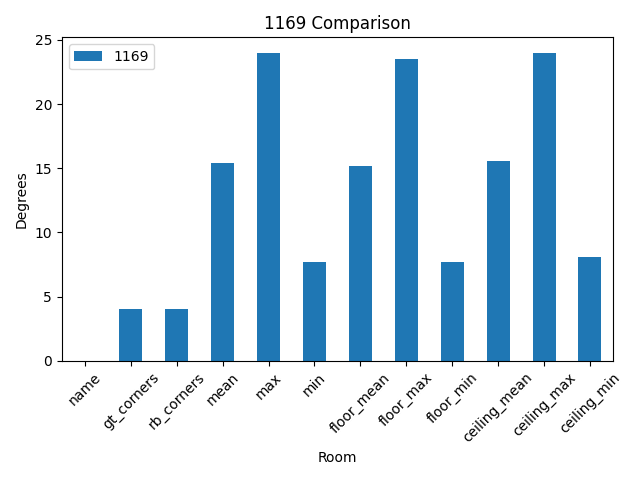 1169 Comparison
1169
25
20
15
10
5
0
Degrees
name
gt_corners
rb_corners
mean
max
min
floor_mean
floor_max
floor_min
ceiling_mean
ceiling_max
ceiling_min
Room